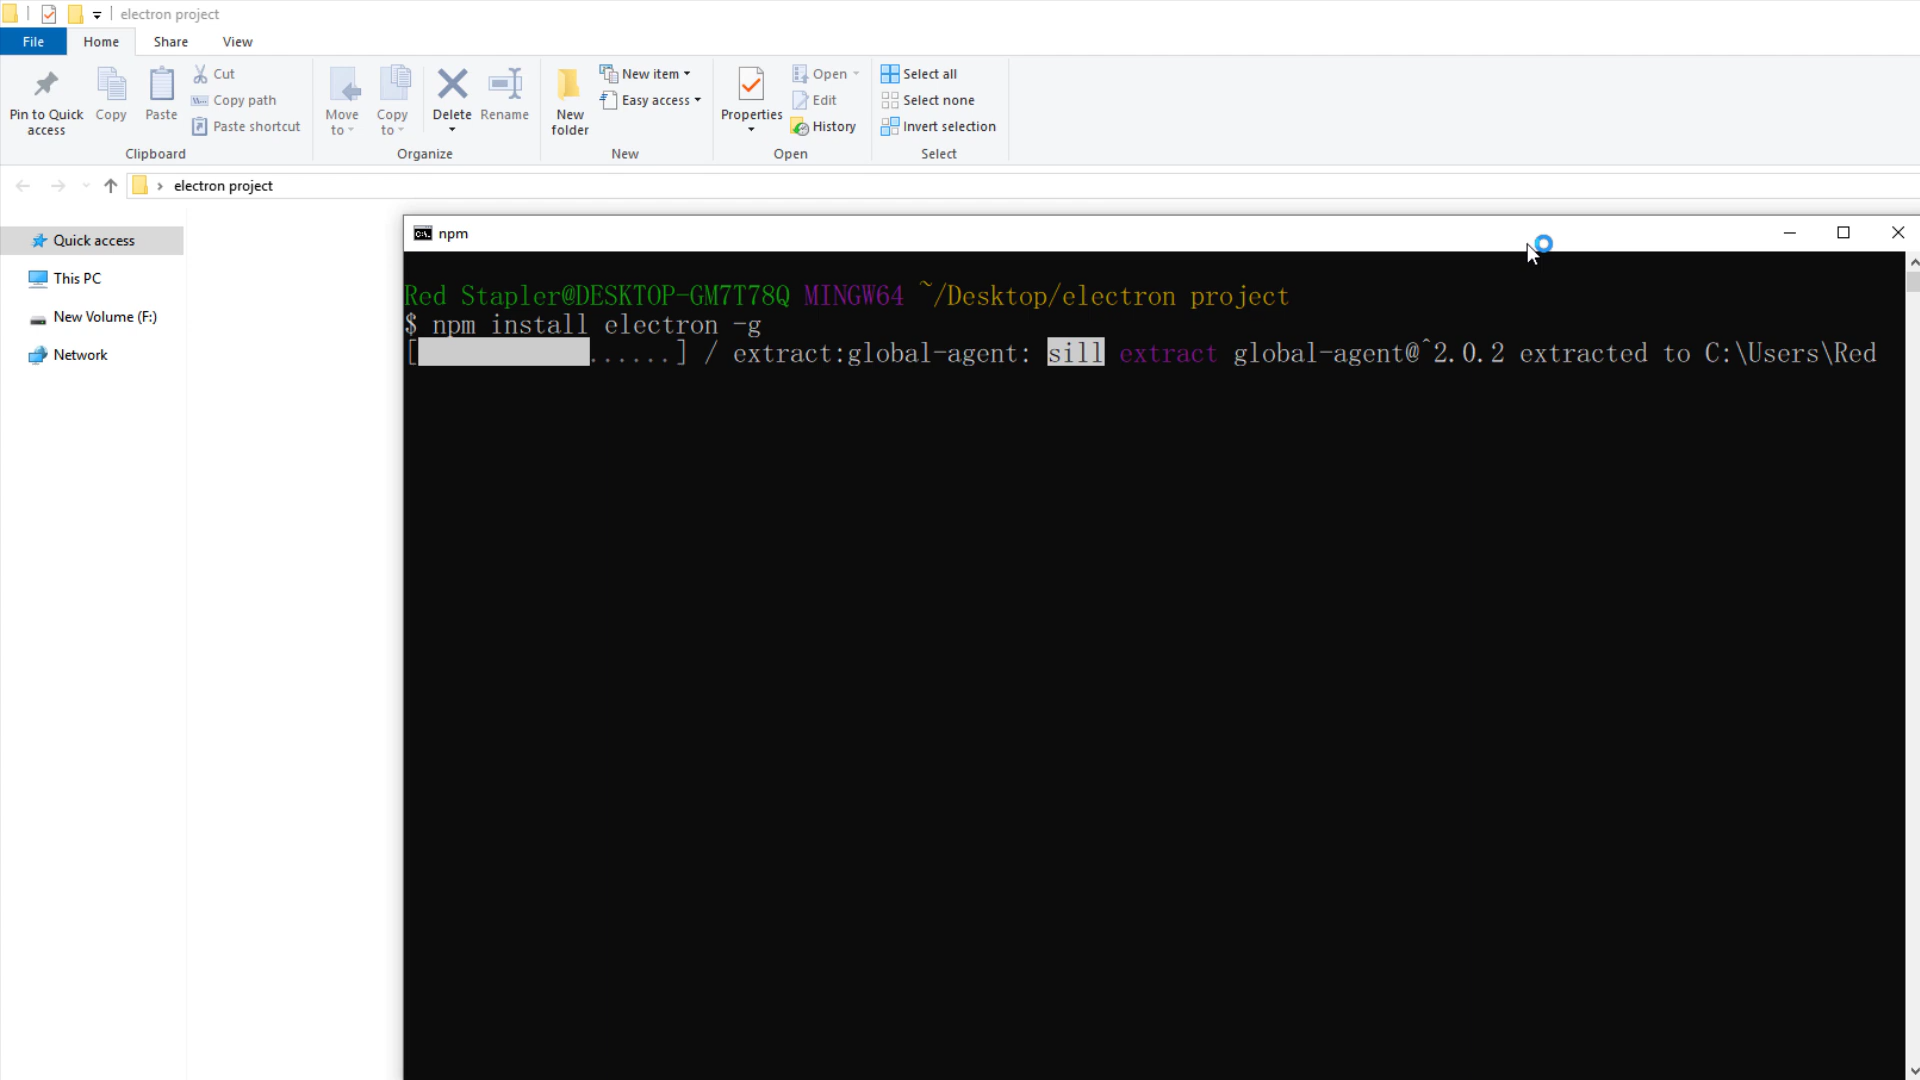 electron project
File Home Share View
Pin to Quick access
Copy
Paste
Cut
Copy path
Paste shortcut
Clipboard
Move to
Copy to
Delete
Rename
Organize
New folder
New item
Easy access
New
Properties
Open
Edit
History
Open
Select all
Select none
Invert selection
Select
electron project
Quick access
This PC
New Volume (F:)
Network
npm
Red Stapler@DESKTOP-GM7T78Q MINGW64 ~/Desktop/electron project
$ npm install electron -g
[            ......] / extract:global-agent: sill extract global-agent@^2.0.2 extracted to C:\Users\Red